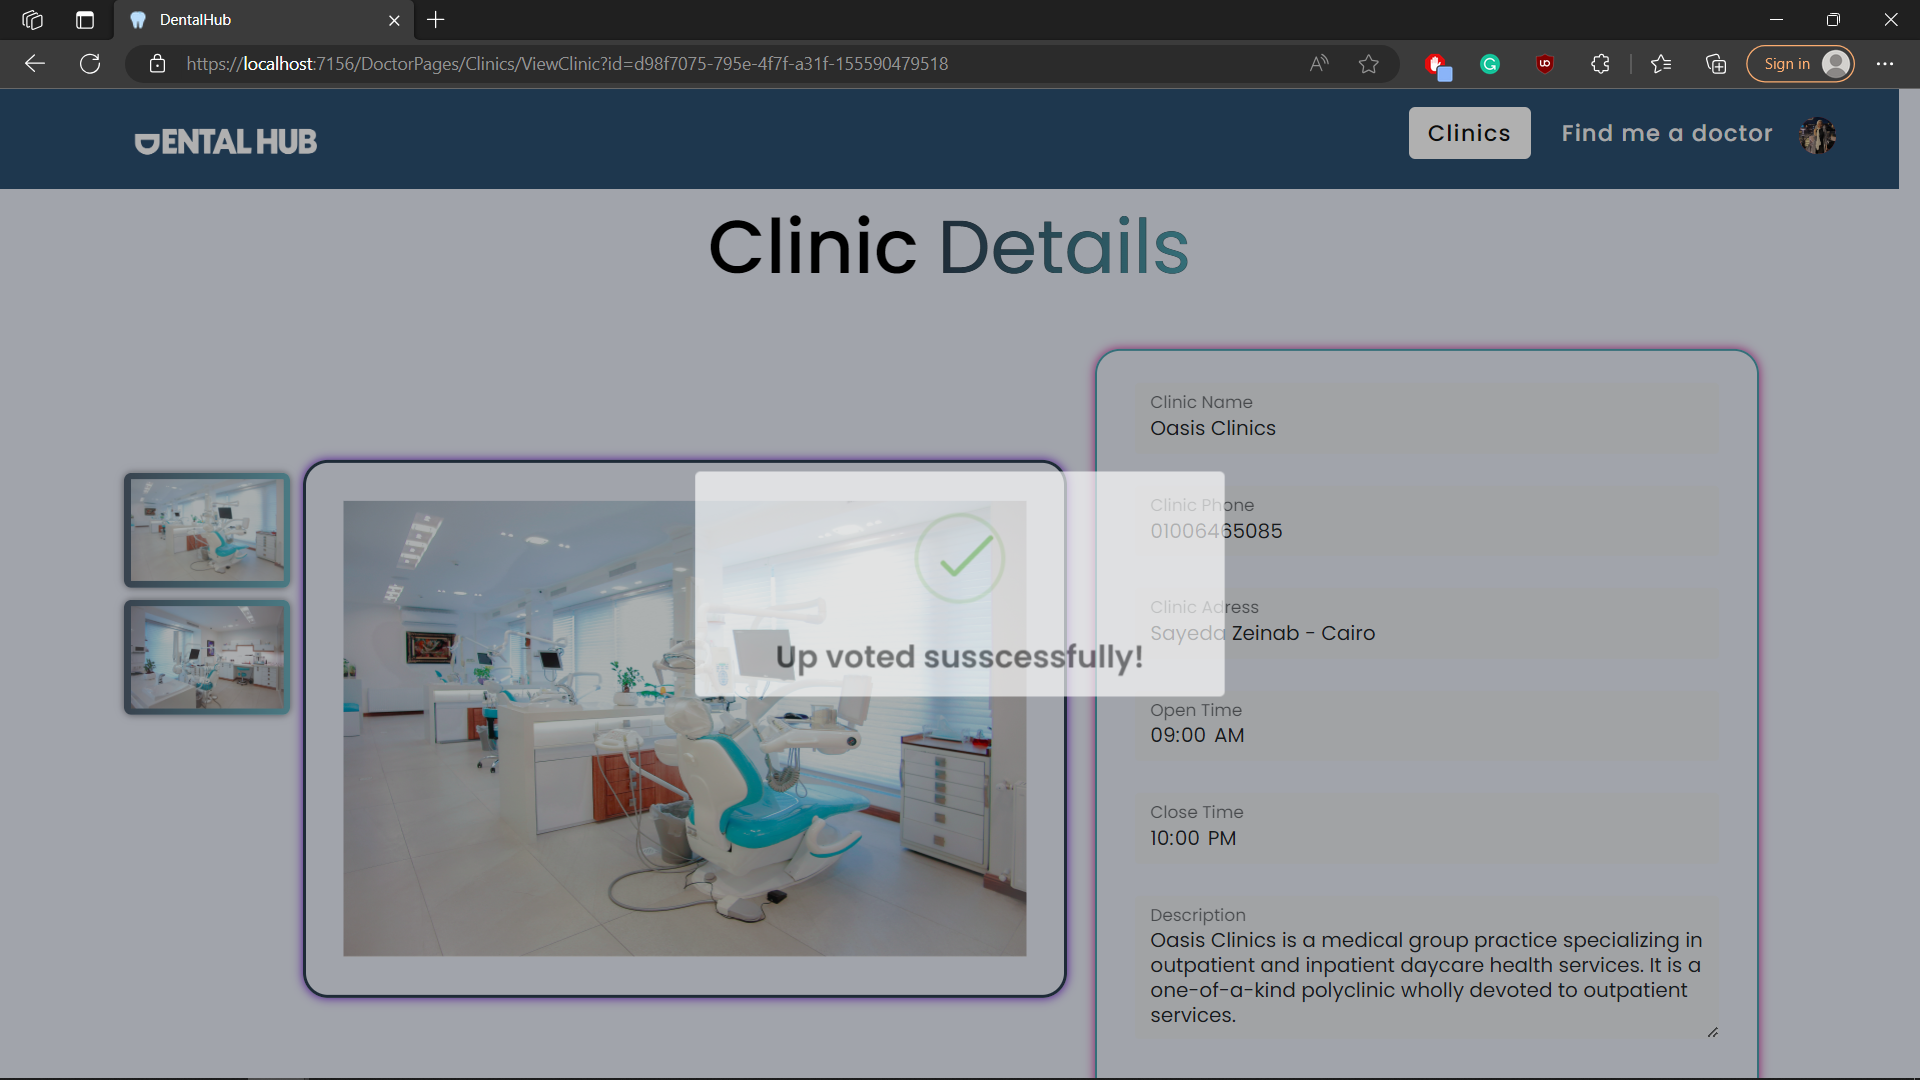 DentalHub
https://localhost:7156/DoctorPages/Clinics/ViewClinic?id=d98f7075-795e-4f7f-a31f-155590479518
Sign in
DENTAL HUB
Clinics
Find me a doctor
Clinic Details
Clinic Name
Oasis Clinics
Clinic Phone
01006465085
Clinic Adress
Sayeda Zeinab - Cairo
Up voted susscessfully!
Open Time
09:00 AM
Close Time
10:00 PM
Description
Oasis Clinics is a medical group practice specializing in
outpatient and inpatient daycare health services. It is a
one-of-a-kind polyclinic wholly devoted to outpatient
services.